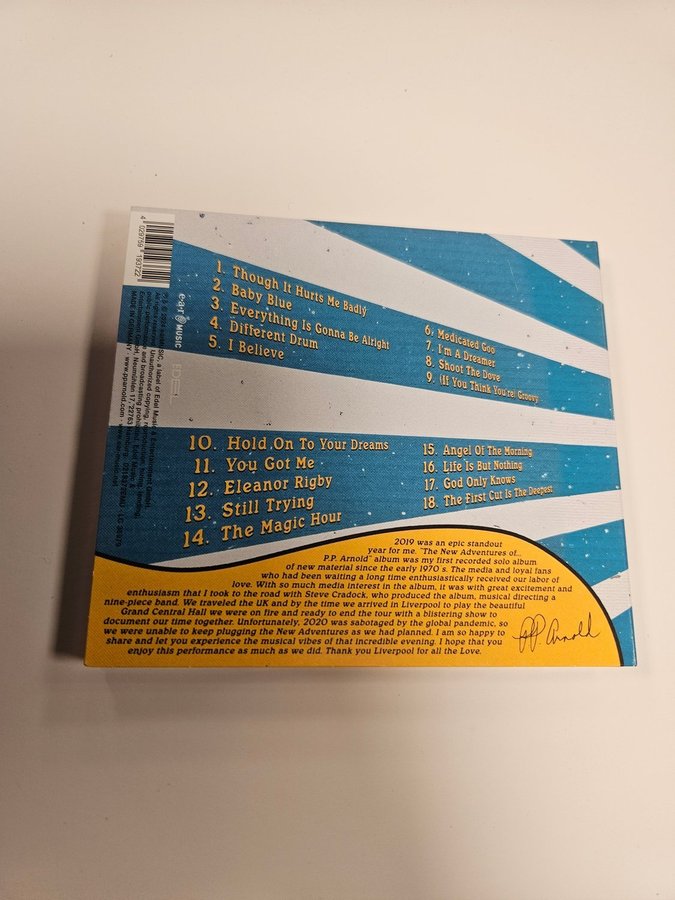 4 029759 193722
ear MUSIC
1. Though It Hurts Me Badly
2. Baby Blue
3. Everything Is Gonna Be Alright
4. Different Drum
5. I Believe
6. Medicated Goo
7. I'm A Dreamer
8. Shoot The Dove
9. (If You Think You're) Groovy
10. Hold On To Your Dreams
11. You Got Me
12. Eleanor Rigby
13. Still Trying
14. The Magic Hour
15. Angel Of The Morning
16. Life Is But Nothing
17. God Only Knows
18. The First Cut Is The Deepest
2019 was an epic standout
year for me. "The New Adventures of...
P.P. Arnold" album was my first recorded solo album
of new material since the early 1970 s. The media and loyal fans
who had been waiting a long time enthusiastically received our labor of
love. With so much media interest in the album, it was with great excitement and
enthusiasm that I took to the road with Steve Cradock, who produced the album, musical directing a
nine-piece band. We traveled the UK and by the time we arrived in Liverpool to play the beautiful
Grand Central Hall we were on fire and ready to end the tour with a blistering show to
document our time together. Unfortunately, 2020 was sabotaged by the global pandemic, so
we were unable to keep plugging the New Adventures as we had planned. I am so happy to
share and let you experience the musical vibes of that incredible evening. I hope that you
enjoy this performance as much as we did. Thank you Liverpool for all the Love.
P.P. Arnold